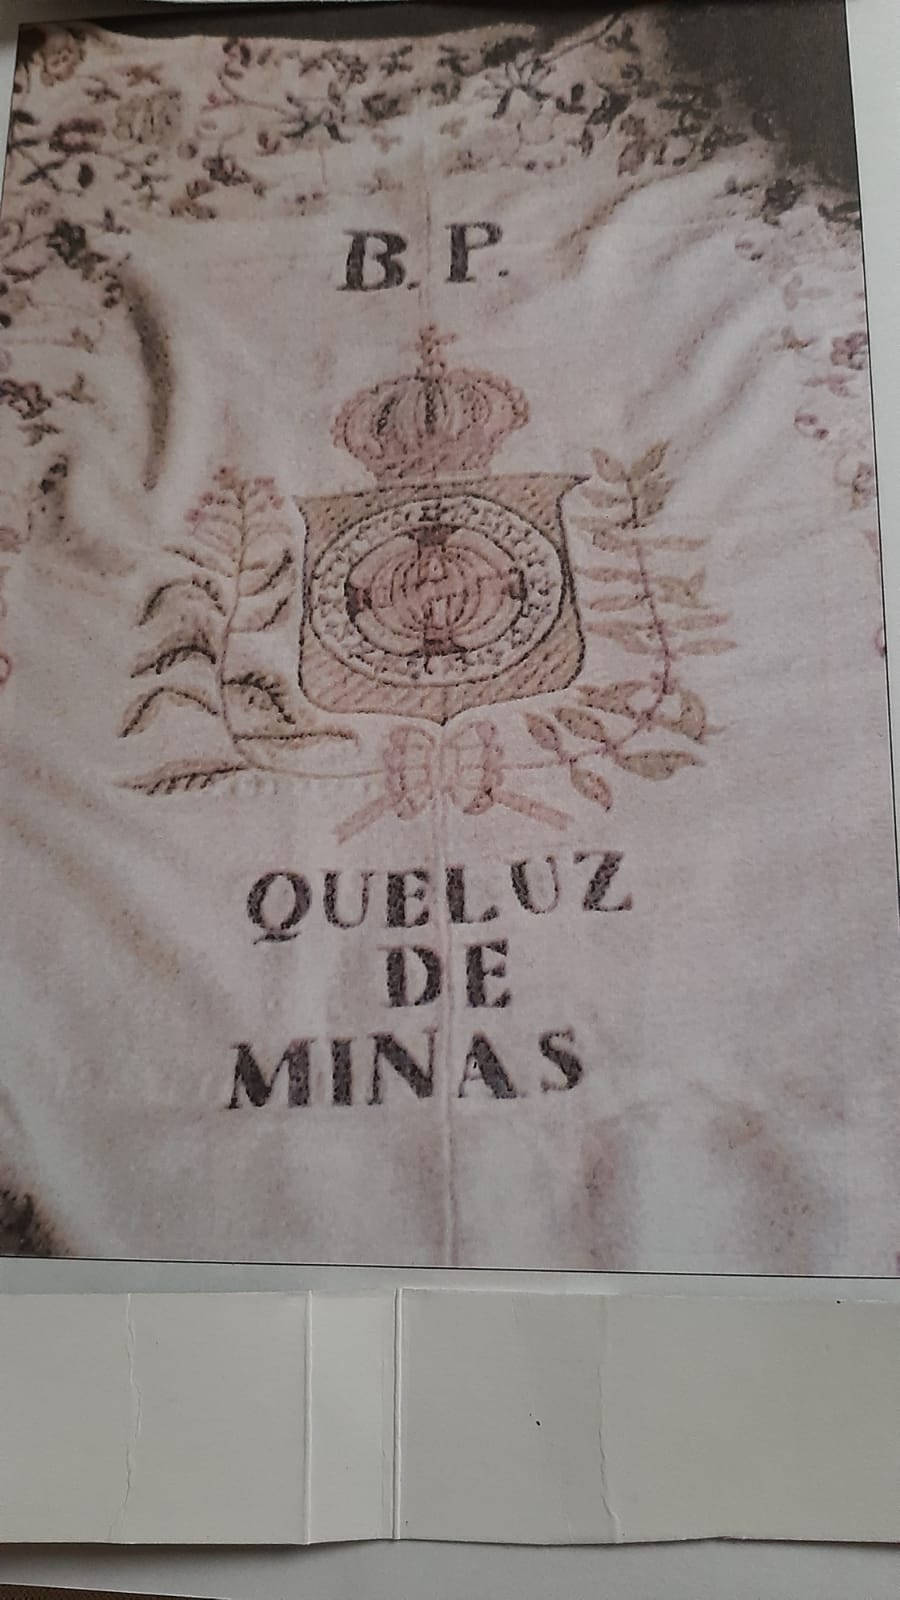 B. P.
QUELUZ
DE
MINAS